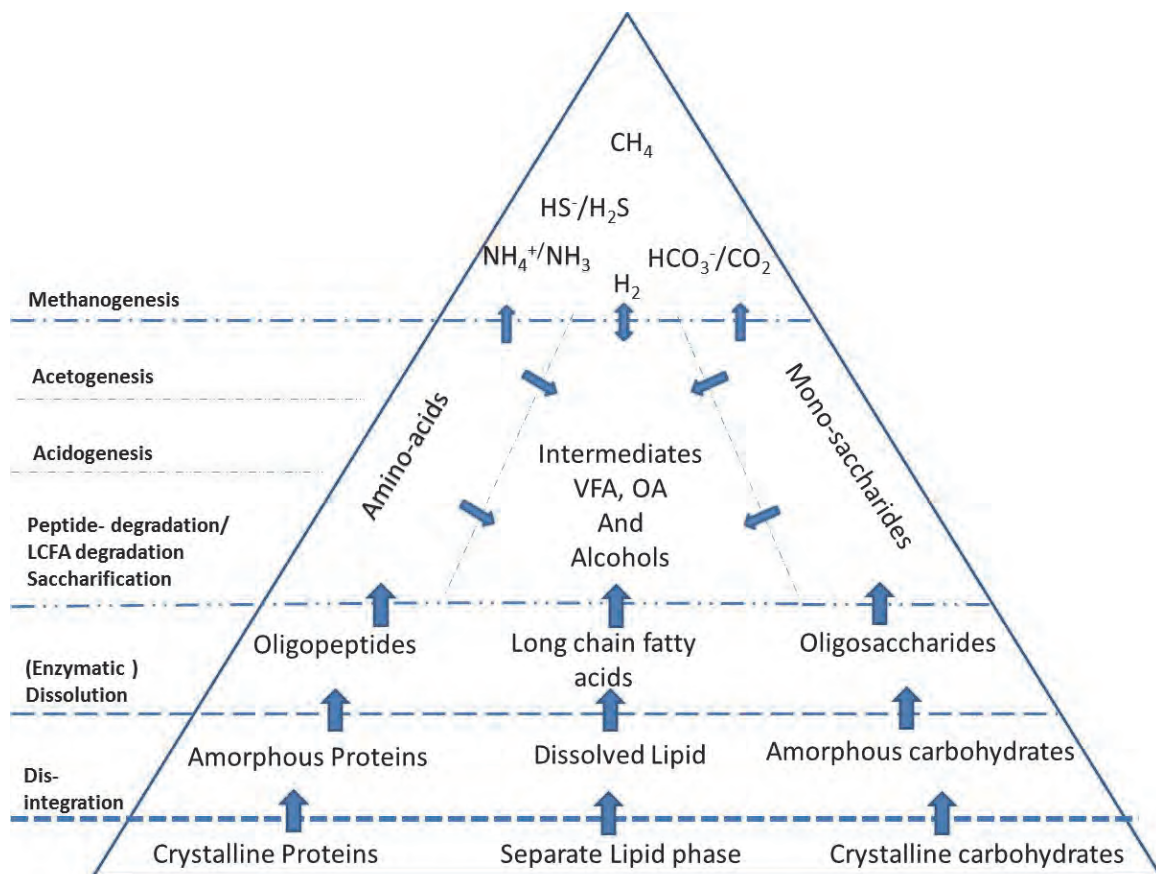 CH₄
HS⁻/H₂S
NH₄⁺/NH₃
HCO₃⁻/CO₂
H₂
Methanogenesis
Acetogenesis
Acidogenesis
Peptide- degradation/
LCFA degradation
Saccharification
Amino-acids
Intermediates
VFA, OA
And
Alcohols
Mono-saccharides
(Enzymatic )
Dissolution
Oligopeptides
Long chain fatty
acids
Oligosaccharides
Dis-
integration
Amorphous Proteins
Dissolved Lipid
Amorphous carbohydrates
Crystalline Proteins
Separate Lipid phase
Crystalline carbohydrates